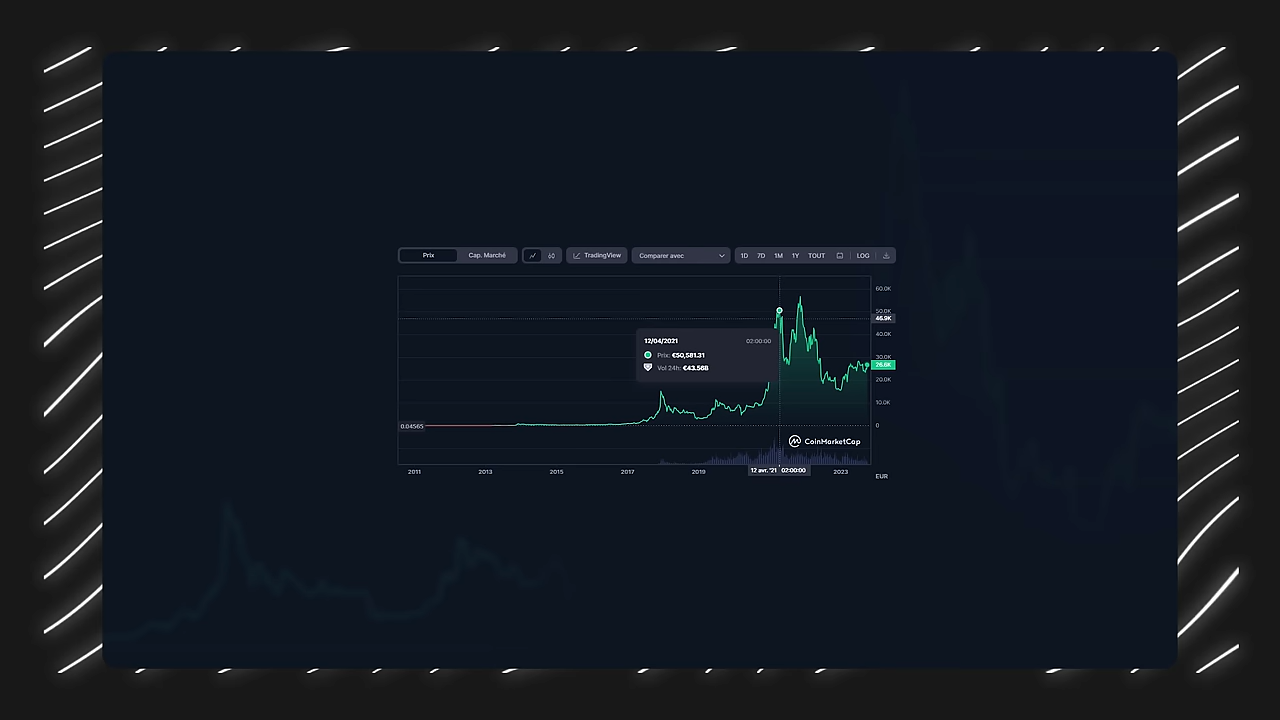 Prix Cap. Marché TradingView Comparer avec 1D 7D 1M 1Y TOUT LOG
60.0K
50.0K
46.9K
40.0K
12/04/2021 02:00:00
Prix: €50,581.31
30.0K
26.6K
Vol 24h: €43.56B
20.0K
10.0K
0.04565
0
CoinMarketCap
2011 2013 2015 2017 2019 12 avr. '21 02:00:00 2023
EUR